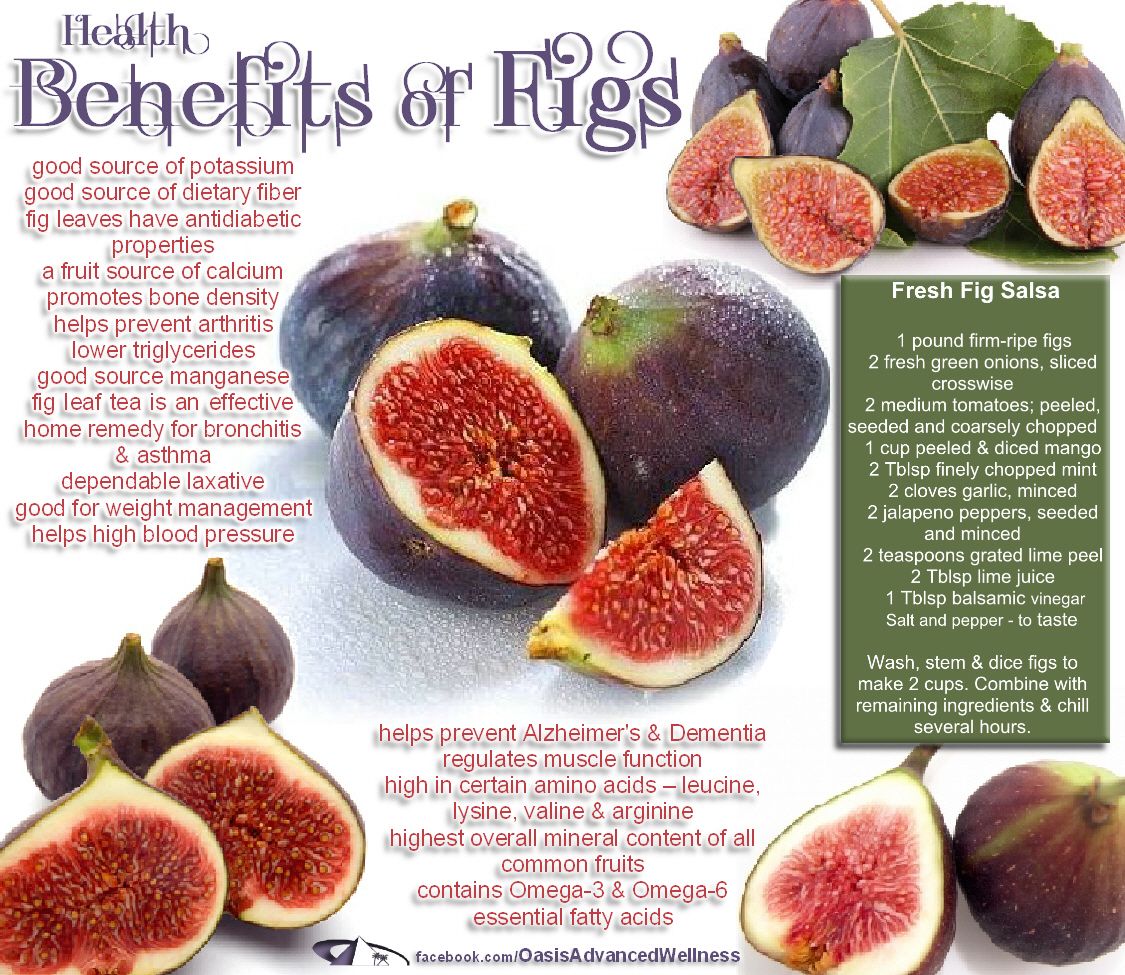 Health
Benefits of Figs
good source of potassium
good source of dietary fiber
fig leaves have antidiabetic
properties
a fruit source of calcium
promotes bone density
helps prevent arthritis
lower triglycerides
good source manganese
fig leaf tea is an effective
home remedy for bronchitis
& asthma
dependable laxative
good for weight management
helps high blood pressure
Fresh Fig Salsa
1 pound firm-ripe figs
2 fresh green onions, sliced
crosswise
2 medium tomatoes; peeled,
seeded and coarsely chopped
1 cup peeled & diced mango
2 Tblsp finely chopped mint
2 cloves garlic, minced
2 jalapeno peppers, seeded
and minced
2 teaspoons grated lime peel
2 Tblsp lime juice
1 Tblsp balsamic vinegar
Salt and pepper - to taste
Wash, stem & dice figs to
make 2 cups. Combine with
remaining ingredients & chill
several hours.
helps prevent Alzheimer's & Dementia
regulates muscle function
high in certain amino acids – leucine,
lysine, valine & arginine
highest overall mineral content of all
common fruits
contains Omega-3 & Omega-6
essential fatty acids
facebook.com/OasisAdvancedWellness